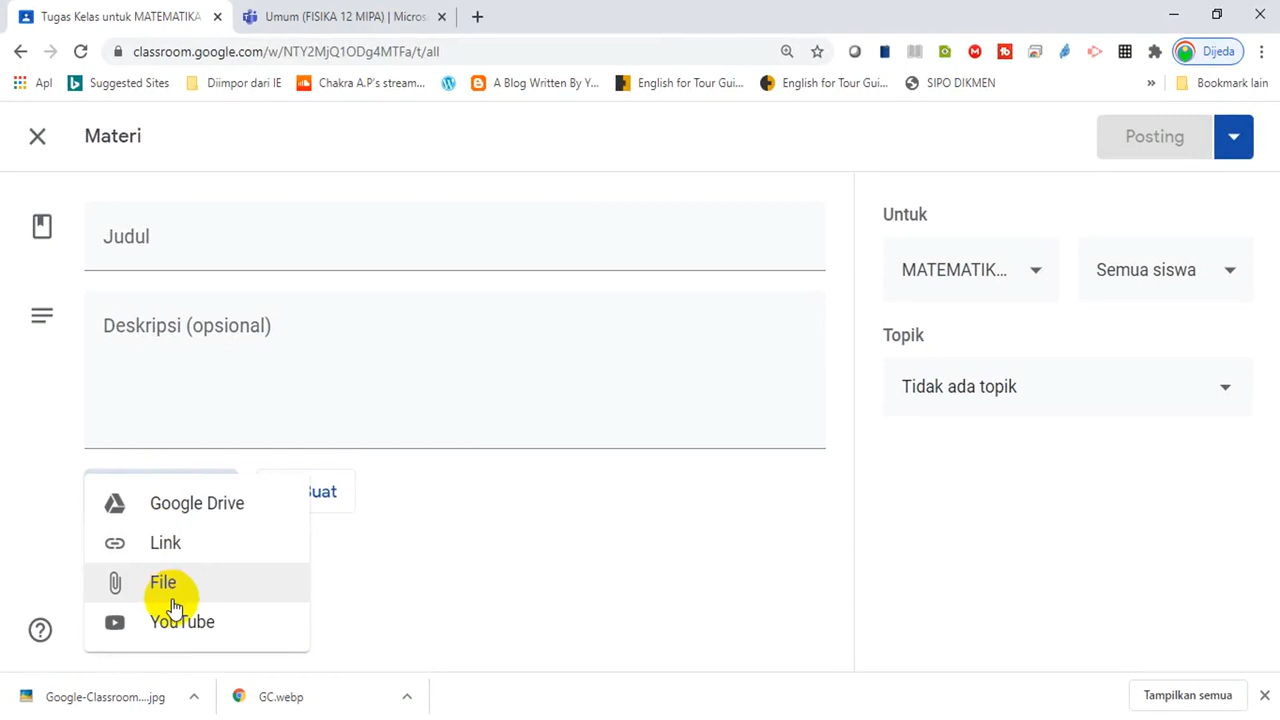 Tugas Kelas untuk MATEMATIKA
Umum (FISIKA 12 MIPA) | Micros
classroom.google.com/w/NTY2MjQ1ODg4MTFa/t/all
Dijeda
Apl
Suggested Sites
Diimpor dari IE
Chakra A.P's stream...
A Blog Written By Y...
English for Tour Gui...
English for Tour Gui...
SIPO DIKMEN
»
Bookmark lain
Materi
Posting
Judul
Deskripsi (opsional)
Untuk
MATEMATIK...
Semua siswa
Topik
Tidak ada topik
Buat
Google Drive
Link
File
YouTube
Google-Classroom....jpg
GC.webp
Tampilkan semua